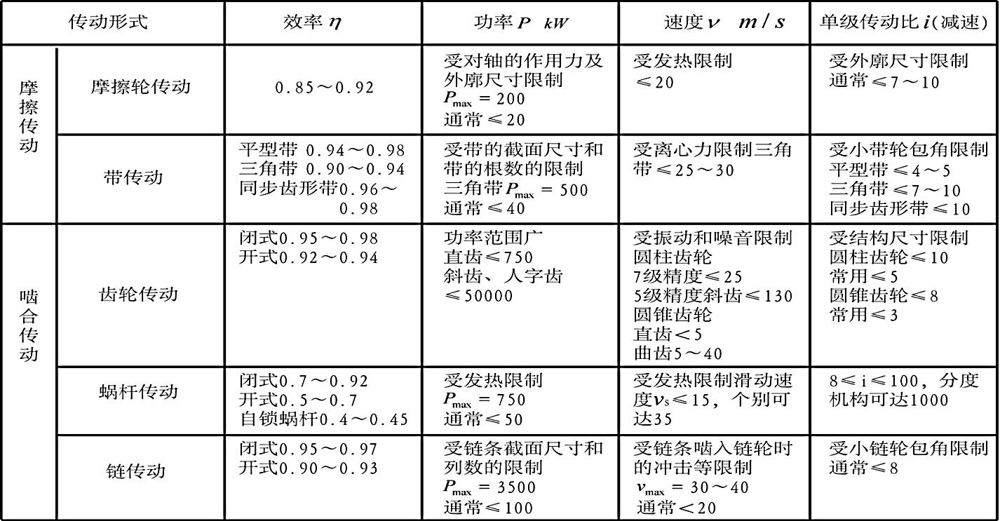 传动形式
效率 η
功率 P kW
速度 ν m/s
单级传动比 i(减速)
摩擦传动
摩擦轮传动
0.85～0.92
受对轴的作用力及
外廓尺寸限制
Pmax = 200
通常≤20
受发热限制
≤20
受外廓尺寸限制
通常≤7～10
带传动
平型带 0.94～0.98
三角带 0.90～0.94
同步齿形带0.96～
0.98
受带的截面尺寸和
带的根数的限制
三角带Pmax = 500
通常≤40
受离心力限制三角
带≤25～30
受小带轮包角限制
平型带≤4～5
三角带≤7～10
同步齿形带≤10
啮合传动
齿轮传动
闭式0.95～0.98
开式0.92～0.94
功率范围广
直齿≤750
斜齿、人字齿
≤50000
受振动和噪音限制
圆柱齿轮
7级精度≤25
5级精度斜齿≤130
圆锥齿轮
直齿＜5
曲齿5～40
受结构尺寸限制
圆柱齿轮≤10
常用≤5
圆锥齿轮≤8
常用≤3
蜗杆传动
闭式0.7～0.92
开式0.5～0.7
自锁蜗杆0.4～0.45
受发热限制
Pmax = 750
通常≤50
受发热限制滑动速
度νs≤15，个别可
达35
8≤i≤100，分度
机构可达1000
链传动
闭式0.95～0.97
开式0.90～0.93
受链条截面尺寸和
列数的限制
Pmax = 3500
通常≤100
受链条啮入链轮时
的冲击等限制
νmax = 30～40
通常＜20
受小链轮包角限制
通常≤8